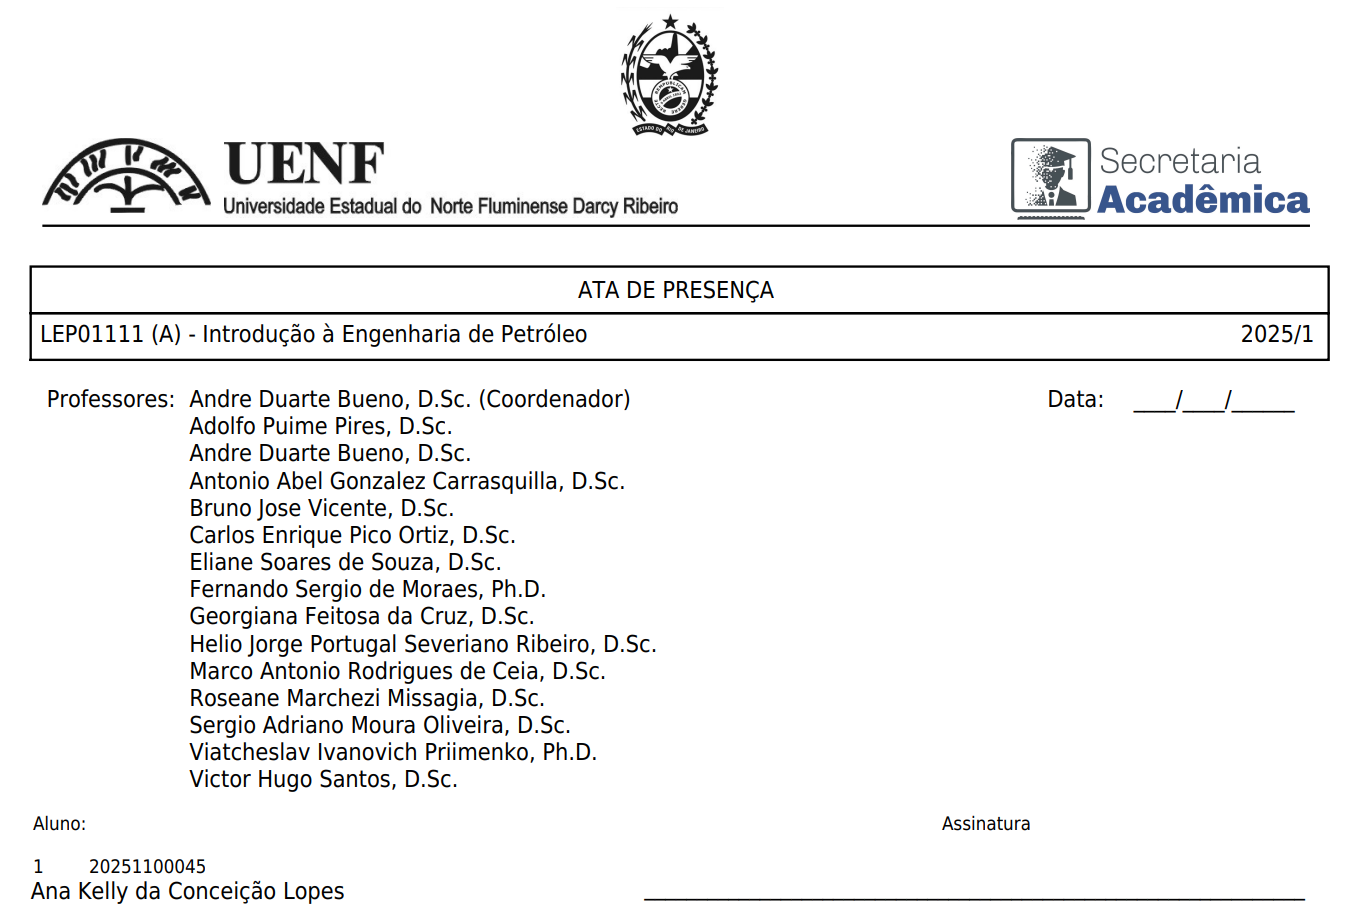 ESTADO DO RIO DE JANEIRO
UENF
Universidade Estadual do Norte Fluminense Darcy Ribeiro
Secretaria
Acadêmica
ATA DE PRESENÇA
LEP01111 (A) - Introdução à Engenharia de Petróleo 2025/1
Professores: Andre Duarte Bueno, D.Sc. (Coordenador) Data: ____/____/______
Adolfo Puime Pires, D.Sc.
Andre Duarte Bueno, D.Sc.
Antonio Abel Gonzalez Carrasquilla, D.Sc.
Bruno Jose Vicente, D.Sc.
Carlos Enrique Pico Ortiz, D.Sc.
Eliane Soares de Souza, D.Sc.
Fernando Sergio de Moraes, Ph.D.
Georgiana Feitosa da Cruz, D.Sc.
Helio Jorge Portugal Severiano Ribeiro, D.Sc.
Marco Antonio Rodrigues de Ceia, D.Sc.
Roseane Marchezi Missagia, D.Sc.
Sergio Adriano Moura Oliveira, D.Sc.
Viatcheslav Ivanovich Priimenko, Ph.D.
Victor Hugo Santos, D.Sc.
Aluno: Assinatura
1 20251100045
Ana Kelly da Conceição Lopes